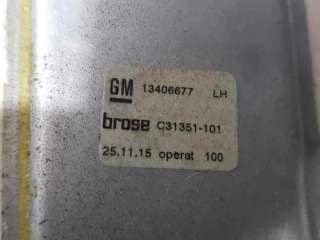 GM 13406677 LH
brose C31351-101
25.11.15 operat 100